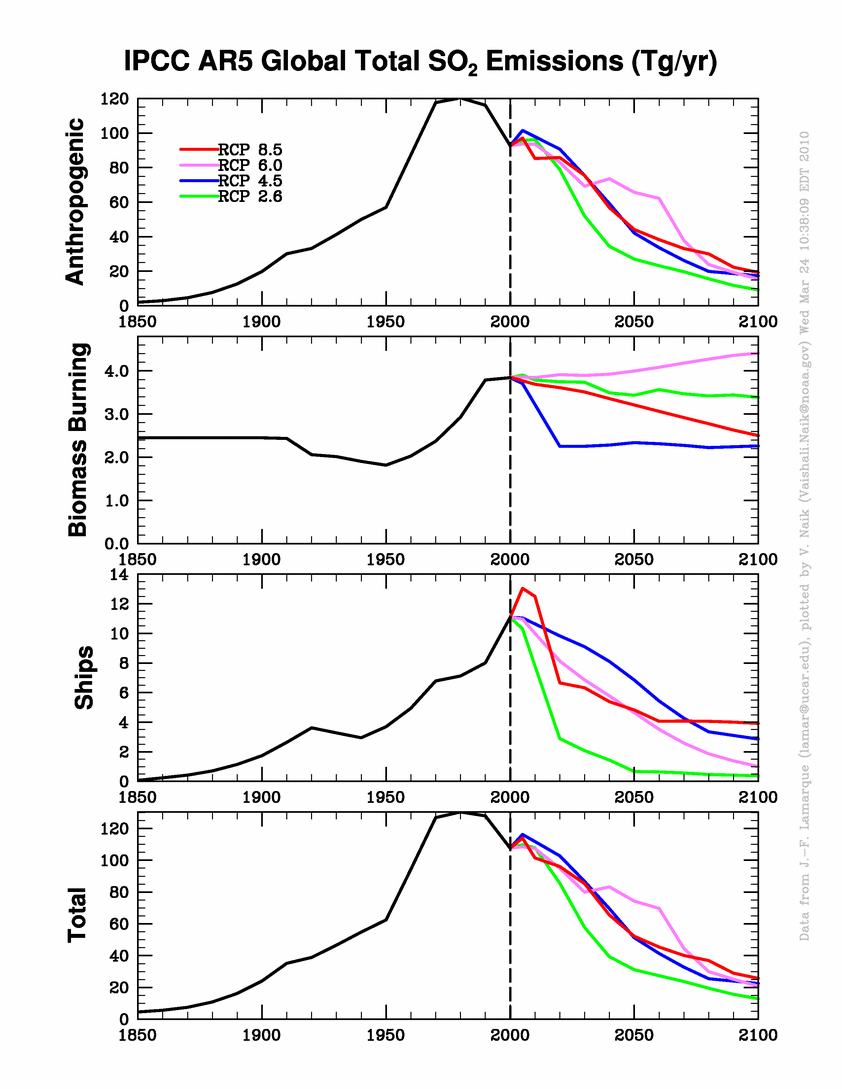 IPCC AR5 Global Total SO2 Emissions (Tg/yr)
Anthropogenic
120
100
80
60
40
20
0
RCP 8.5
RCP 6.0
RCP 4.5
RCP 2.6
1850 1900 1950 2000 2050 2100
Biomass Burning
4.0
3.0
2.0
1.0
0.0
1850 1900 1950 2000 2050 2100
Ships
14
12
10
8
6
4
2
0
1850 1900 1950 2000 2050 2100
Total
120
100
80
60
40
20
0
1850 1900 1950 2000 2050 2100
Data from J.-F. Lamarque (lamar@ucar.edu), plotted by V. Naik (Vaishali.Naik@noaa.gov) Wed Mar 24 10:38:09 EDT 2010